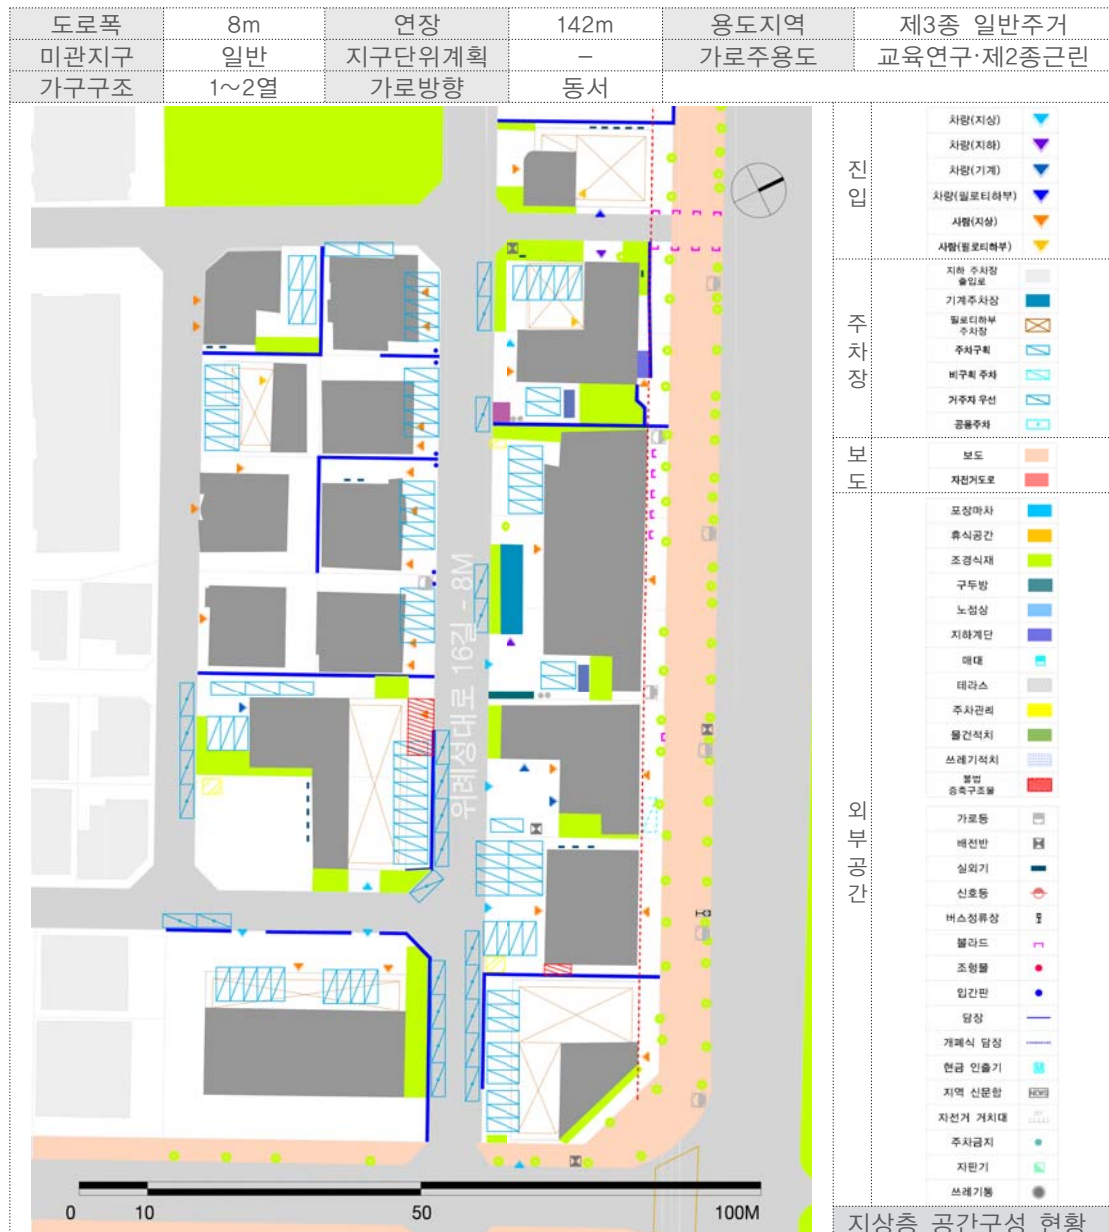 도로폭 8m 연장 142m 용도지역 제3종 일반주거
미관지구 일반 지구단위계획 – 가로주용도 교육연구·제2종근린
가구구조 1~2열 가로방향 동서
진입
차량(지상)
차량(지하)
차량(기계)
차량(필로티하부)
사람(지상)
사람(필로티하부)
주차장
지하 주차장
출입로
기계주차장
필로티하부
주차장
주차구획
비구획 주차
거주자 우선
공용주차
보도
보도
자전거도로
외부공간
포장마차
휴식공간
조경식재
구두방
노점상
지하계단
매대
테라스
주차관리
물건적치
쓰레기적치
불법
증축구조물
가로등
배전반
실외기
신호등
버스정류장
볼라드
조형물
입간판
담장
개폐식 담장
현금 인출기
지역 신문함
NEWS
자전거 거치대
주차금지
자판기
쓰레기통
위례성대로 16길 - 8M
0 10 50 100M
지상층 공간구성 현황